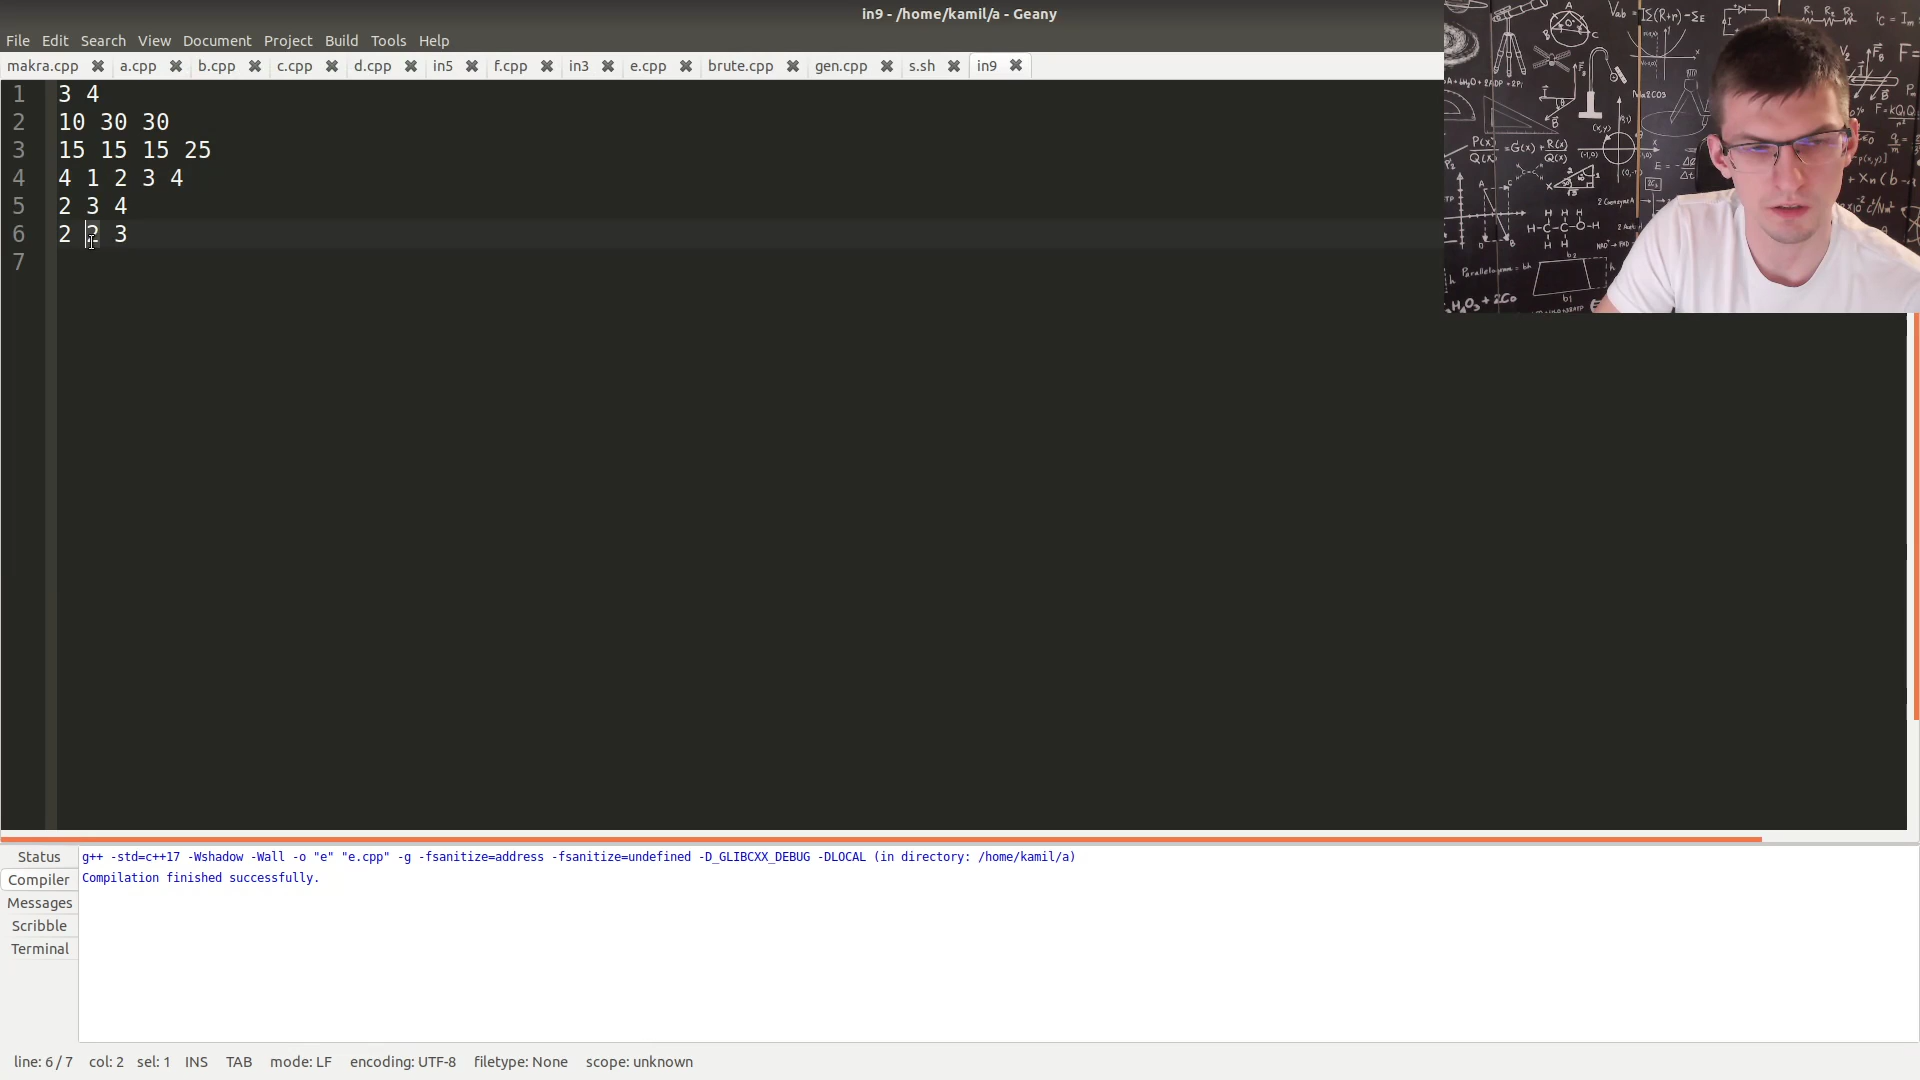 in9 - /home/kamil/a - Geany
File Edit Search View Document Project Build Tools Help
makra.cpp a.cpp b.cpp c.cpp d.cpp in5 f.cpp in3 e.cpp brute.cpp gen.cpp s.sh in9
1 3 4
2 10 30 30
3 15 15 15 25
4 4 1 2 3 4
5 2 3 4
6 2 2 3
7
Status
Compiler
Messages
Scribble
Terminal
g++ -std=c++17 -Wshadow -Wall -o "e" "e.cpp" -g -fsanitize=address -fsanitize=undefined -D_GLIBCXX_DEBUG -DLOCAL (in directory: /home/kamil/a)
Compilation finished successfully.
line: 6 / 7 col: 2 sel: 1 INS TAB mode: LF encoding: UTF-8 filetype: None scope: unknown